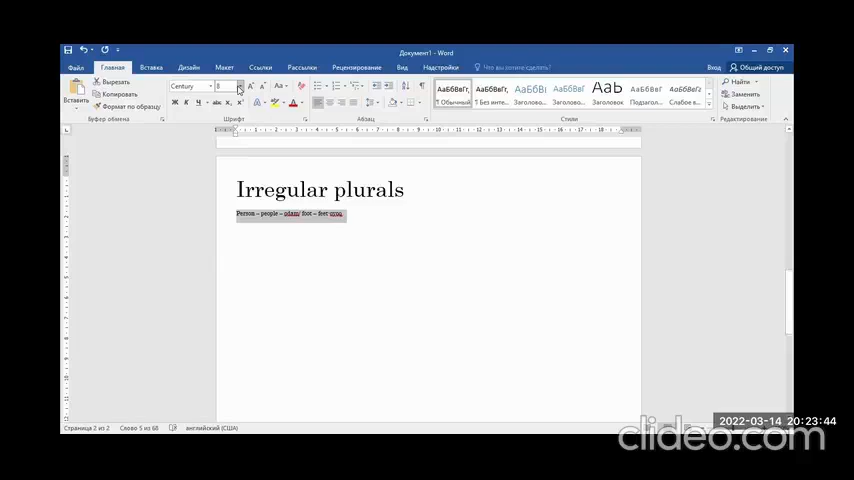 Документ1 - Word
Файл Главная Вставка Дизайн Макет Ссылки Рассылки Рецензирование Вид Надстройки Что вы хотите сделать? Вход Общий доступ
Вставить
Вырезать
Копировать
Формат по образцу
Буфер обмена
Century 8
Шрифт
Абзац
АаБбВвГг, АаБбВвГг, АаБбВ АаБбВвГ АаБ АаБбВвГ АаБбВвГг
¶ Обычный ¶ Без инте... Заголово... Заголово... Заголовок Подзагол... Слабое в...
Стили
Найти
Заменить
Выделить
Редактирование
Irregular plurals
Person – people – odam/ foot – feet
Страница 2 из 2 Слово 5 из 68 английский (США)
2022-03-14 20:23:44
clideo.com